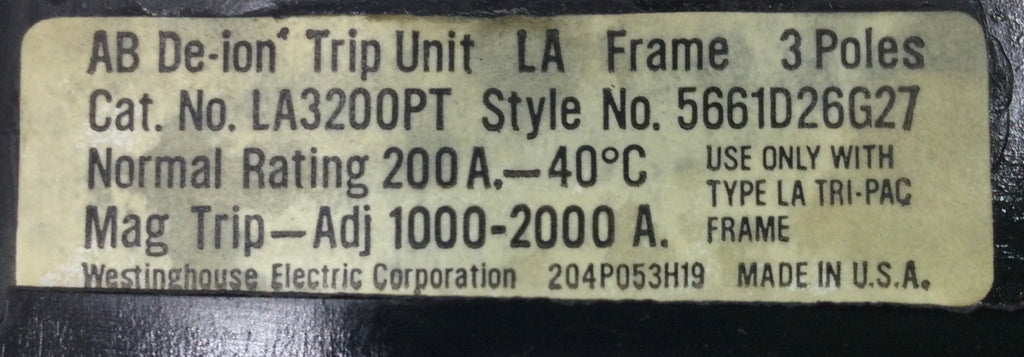 AB De-ion' Trip Unit LA Frame 3 Poles
Cat. No. LA3200PT Style No. 5661D26G27
Normal Rating 200 A.—40°C
Mag Trip—Adj 1000-2000 A.
USE ONLY WITH
TYPE LA TRI-PAC
FRAME
Westinghouse Electric Corporation 204P053H19 MADE IN U.S.A.